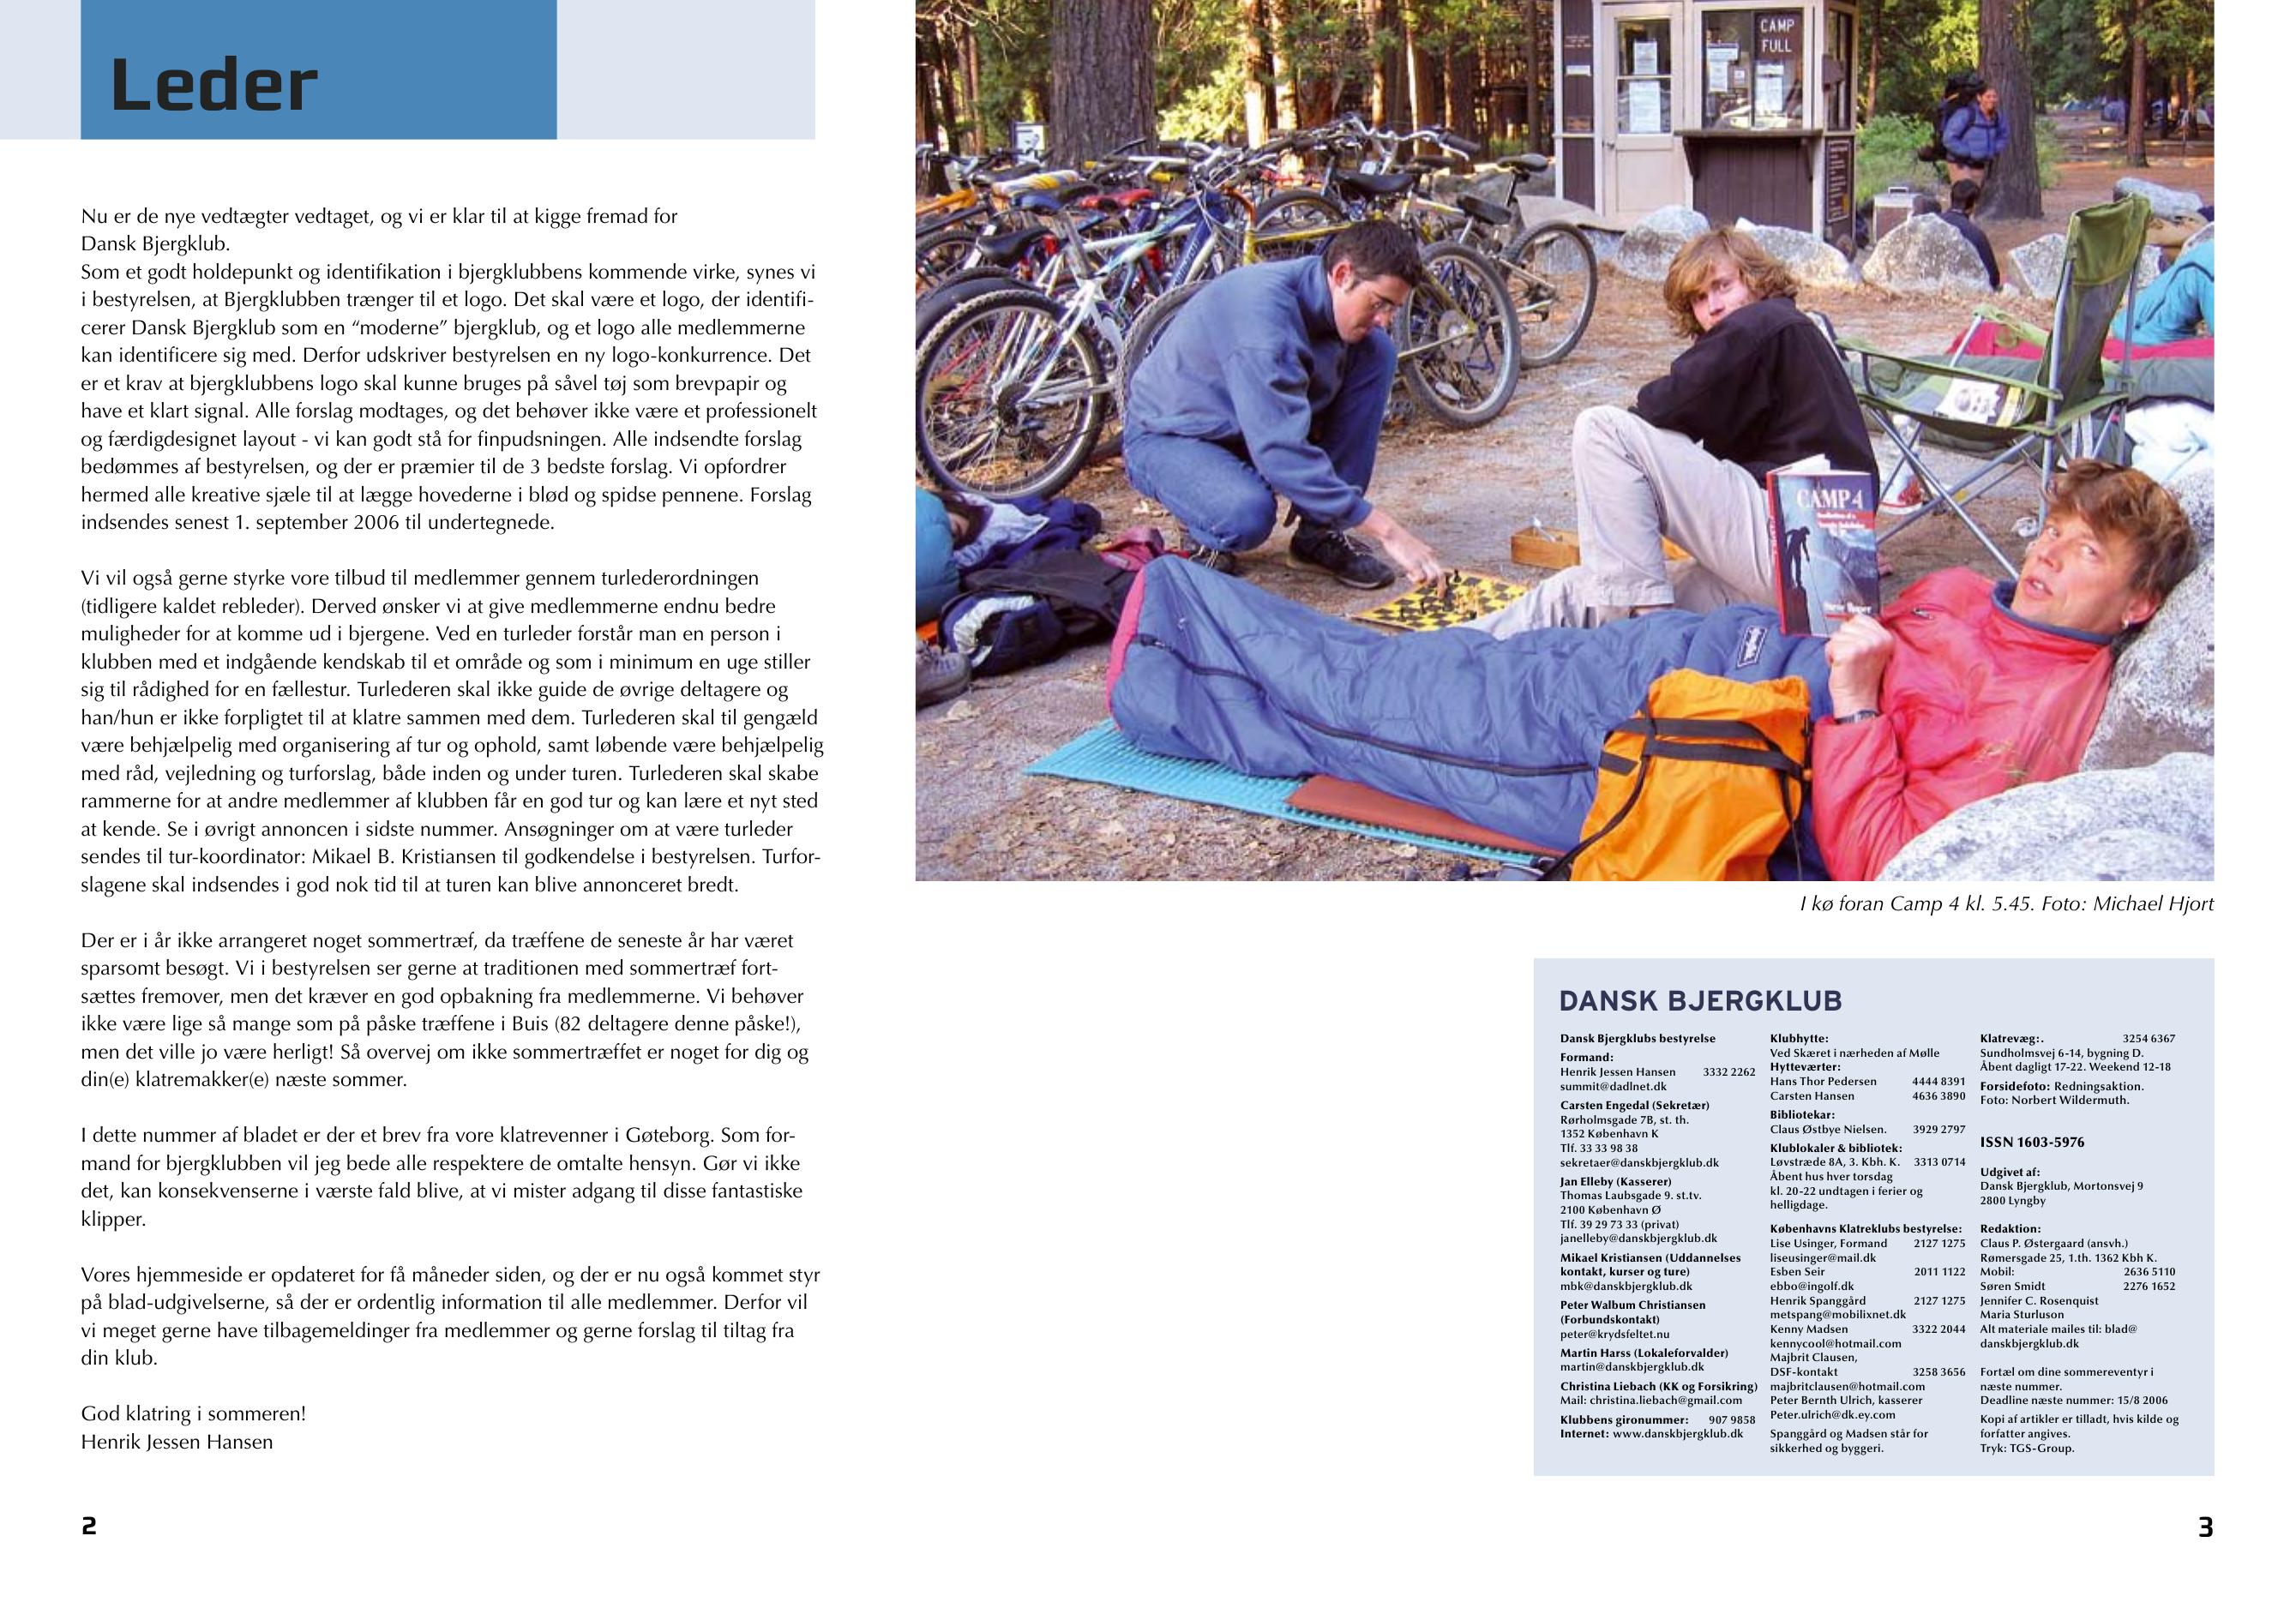 Leder
Nu er de nye vedtægter vedtaget, og vi er klar til at kigge fremad for
Dansk Bjergklub.
Som et godt holdepunkt og identifikation i bjergklubbens kommende virke, synes vi
i bestyrelsen, at Bjergklubben trænger til et logo. Det skal være et logo, der identifi-
cerer Dansk Bjergklub som en “moderne” bjergklub, og et logo alle medlemmerne
kan identificere sig med. Derfor udskriver bestyrelsen en ny logo-konkurrence. Det
er et krav at bjergklubbens logo skal kunne bruges på såvel tøj som brevpapir og
have et klart signal. Alle forslag modtages, og det behøver ikke være et professionelt
og færdigdesignet layout - vi kan godt stå for finpudsningen. Alle indsendte forslag
bedømmes af bestyrelsen, og der er præmier til de 3 bedste forslag. Vi opfordrer
hermed alle kreative sjæle til at lægge hovederne i blød og spidse pennene. Forslag
indsendes senest 1. september 2006 til undertegnede.
Vi vil også gerne styrke vore tilbud til medlemmer gennem turlederordningen
(tidligere kaldet rebleder). Derved ønsker vi at give medlemmerne endnu bedre
muligheder for at komme ud i bjergene. Ved en turleder forstår man en person i
klubben med et indgående kendskab til et område og som i minimum en uge stiller
sig til rådighed for en fællestur. Turlederen skal ikke guide de øvrige deltagere og
han/hun er ikke forpligtet til at klatre sammen med dem. Turlederen skal til gengæld
være behjælpelig med organisering af tur og ophold, samt løbende være behjælpelig
med råd, vejledning og turforslag, både inden og under turen. Turlederen skal skabe
rammerne for at andre medlemmer af klubben får en god tur og kan lære et nyt sted
at kende. Se i øvrigt annoncen i sidste nummer. Ansøgninger om at være turleder
sendes til tur-koordinator: Mikael B. Kristiansen til godkendelse i bestyrelsen. Turfor-
slagene skal indsendes i god nok tid til at turen kan blive annonceret bredt.
Der er i år ikke arrangeret noget sommertræf, da træffene de seneste år har været
sparsomt besøgt. Vi i bestyrelsen ser gerne at traditionen med sommertræf fort-
sættes fremover, men det kræver en god opbakning fra medlemmerne. Vi behøver
ikke være lige så mange som på påske træffene i Buis (82 deltagere denne påske!),
men det ville jo være herligt! Så overvej om ikke sommertræffet er noget for dig og
din(e) klatremakker(e) næste sommer.
I dette nummer af bladet er der et brev fra vore klatrevenner i Gøteborg. Som for-
mand for bjergklubben vil jeg bede alle respektere de omtalte hensyn. Gør vi ikke
det, kan konsekvenserne i værste fald blive, at vi mister adgang til disse fantastiske
klipper.
Vores hjemmeside er opdateret for få måneder siden, og der er nu også kommet styr
på blad-udgivelserne, så der er ordentlig information til alle medlemmer. Derfor vil
vi meget gerne have tilbagemeldinger fra medlemmer og gerne forslag til tiltag fra
din klub.
God klatring i sommeren!
Henrik Jessen Hansen
2
CAMP
FULL
CAMP 4
I kø foran Camp 4 kl. 5.45. Foto: Michael Hjort
DANSK BJERGKLUB
Dansk Bjergklubs bestyrelse
Formand:
Henrik Jessen Hansen 3332 2262
summit@dadlnet.dk
Carsten Engedal (Sekretær)
Rørholmsgade 7B, st. th.
1352 København K
Tlf. 33 33 98 38
sekretaer@danskbjergklub.dk
Jan Elleby (Kasserer)
Thomas Laubsgade 9. st.tv.
2100 København Ø
Tlf. 39 29 73 33 (privat)
janelleby@danskbjergklub.dk
Mikael Kristiansen (Uddannelses
kontakt, kurser og ture)
mbk@danskbjergklub.dk
Peter Walbum Christiansen
(Forbundskontakt)
peter@krydsfeltet.nu
Martin Harss (Lokaleforvalder)
martin@danskbjergklub.dk
Christina Liebach (KK og Forsikring)
Mail: christina.liebach@gmail.com
Klubbens gironummer: 907 9858
Internet: www.danskbjergklub.dk
Klubhytte:
Ved Skæret i nærheden af Mølle
Hytteværter:
Hans Thor Pedersen 4444 8391
Carsten Hansen 4636 3890
Bibliotekar:
Claus Østbye Nielsen. 3929 2797
Klublokaler & bibliotek:
Løvstræde 8A, 3. Kbh. K. 3313 0714
Åbent hus hver torsdag
kl. 20-22 undtagen i ferier og
helligdage.
Københavns Klatreklubs bestyrelse:
Lise Usinger, Formand 2127 1275
liseusinger@mail.dk
Esben Seir 2011 1122
ebbo@ingolf.dk
Henrik Spanggård 2127 1275
metspang@mobilixnet.dk
Kenny Madsen 3322 2044
kennycool@hotmail.com
Majbrit Clausen,
DSF-kontakt 3258 3656
majbritclausen@hotmail.com
Peter Bernth Ulrich, kasserer
Peter.ulrich@dk.ey.com
Spanggård og Madsen står for
sikkerhed og byggeri.
Klatrevæg:. 3254 6367
Sundholmsvej 6-14, bygning D.
Åbent dagligt 17-22. Weekend 12-18
Forsidefoto: Redningsaktion.
Foto: Norbert Wildermuth.
ISSN 1603-5976
Udgivet af:
Dansk Bjergklub, Mortonsvej 9
2800 Lyngby
Redaktion:
Claus P. Østergaard (ansvh.)
Rømersgade 25, 1.th. 1362 Kbh K.
Mobil: 2636 5110
Søren Smidt 2276 1652
Jennifer C. Rosenquist
Maria Sturluson
Alt materiale mailes til: blad@
danskbjergklub.dk
Fortæl om dine sommereventyr i
næste nummer.
Deadline næste nummer: 15/8 2006
Kopi af artikler er tilladt, hvis kilde og
forfatter angives.
Tryk: TGS-Group.
3